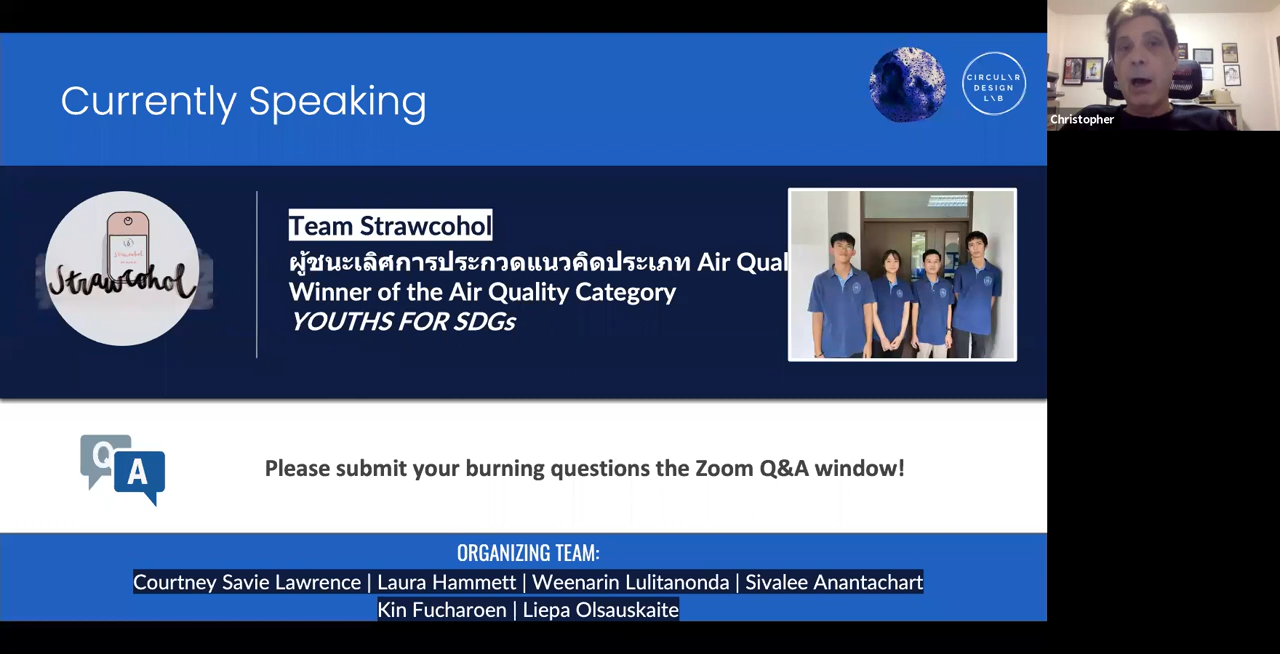 Currently Speaking
CIRCUL\R
DESIGN
L\B
Christopher
Strawcohol
Team Strawcohol
ผู้ชนะเลิศการประกวดแนวคิดประเภท Air Qual
Winner of the Air Quality Category
YOUTHS FOR SDGs
Q
A
Please submit your burning questions the Zoom Q&A window!
ORGANIZING TEAM:
Courtney Savie Lawrence | Laura Hammett | Weenarin Lulitanonda | Sivalee Anantachart
Kin Fucharoen | Liepa Olsauskaite